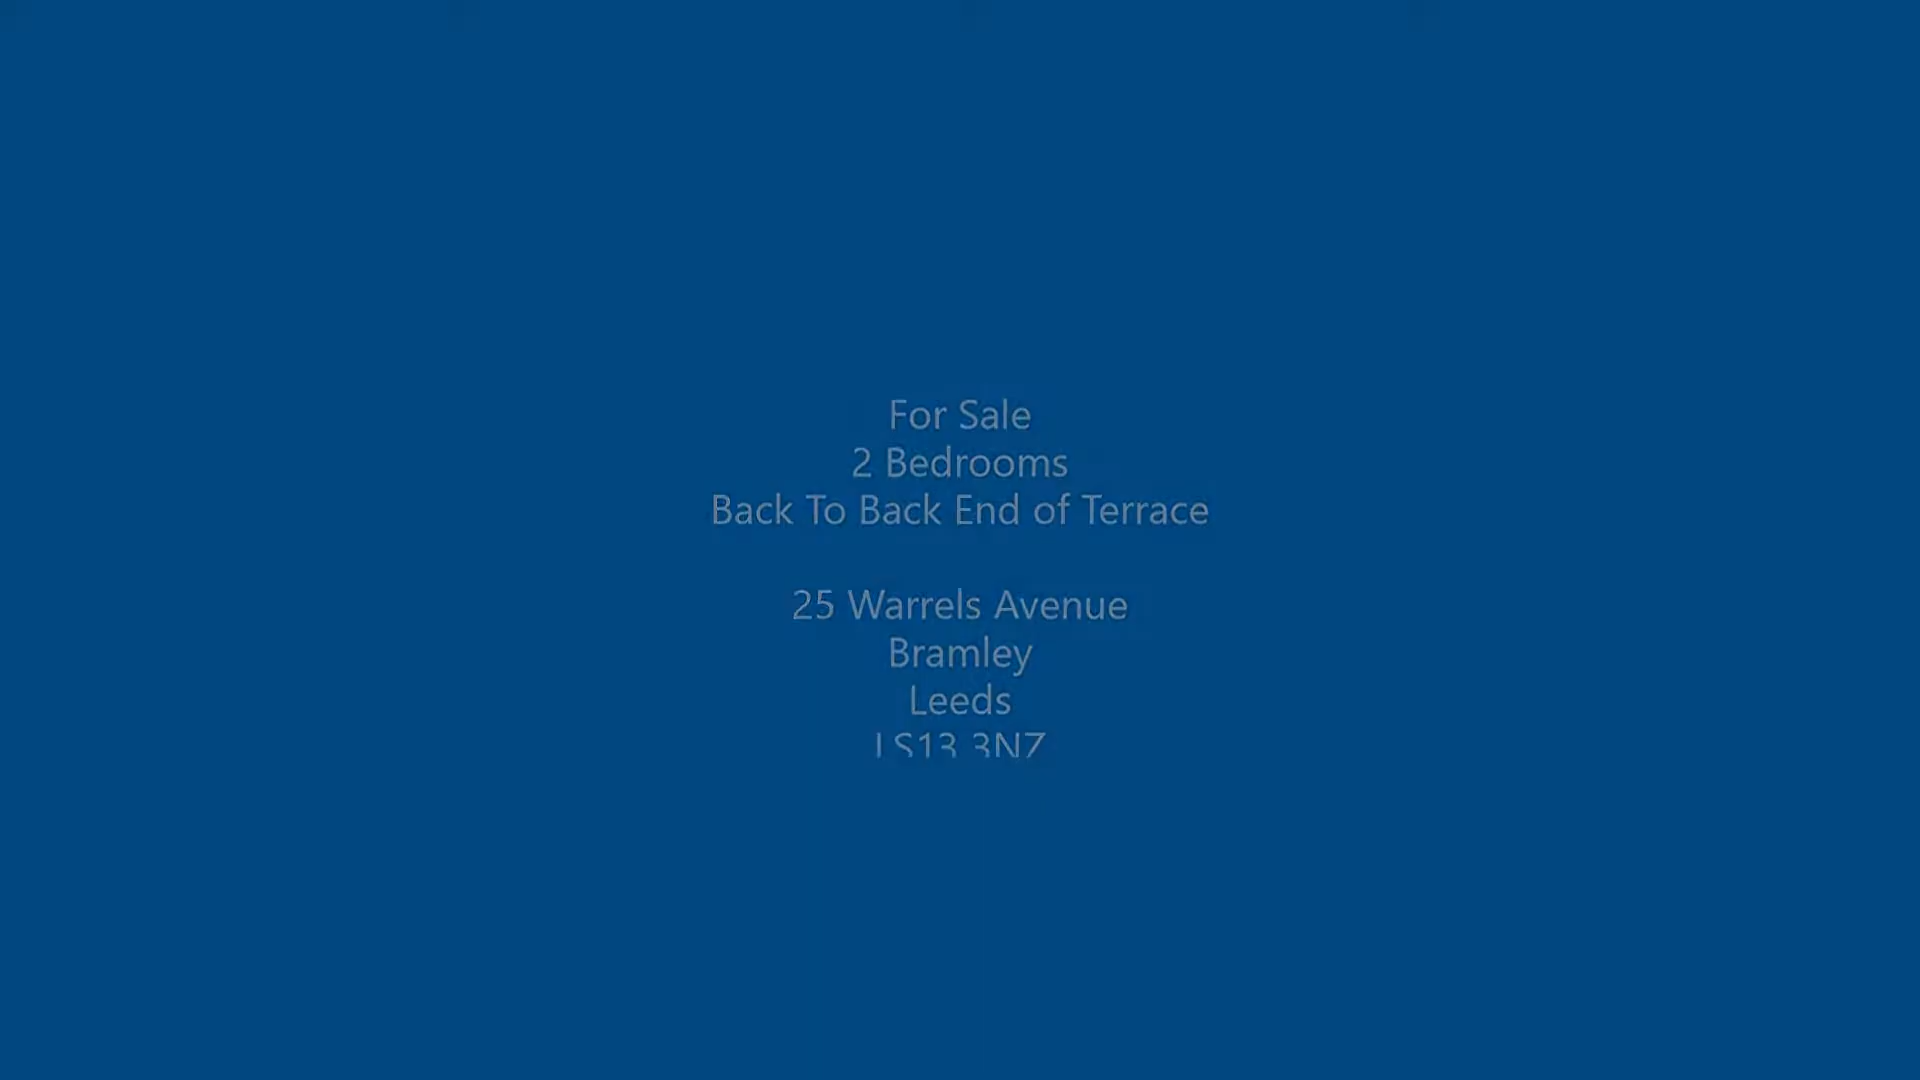 For Sale
2 Bedrooms
Back To Back End of Terrace
25 Warrels Avenue
Bramley
Leeds
LS13 3NZ